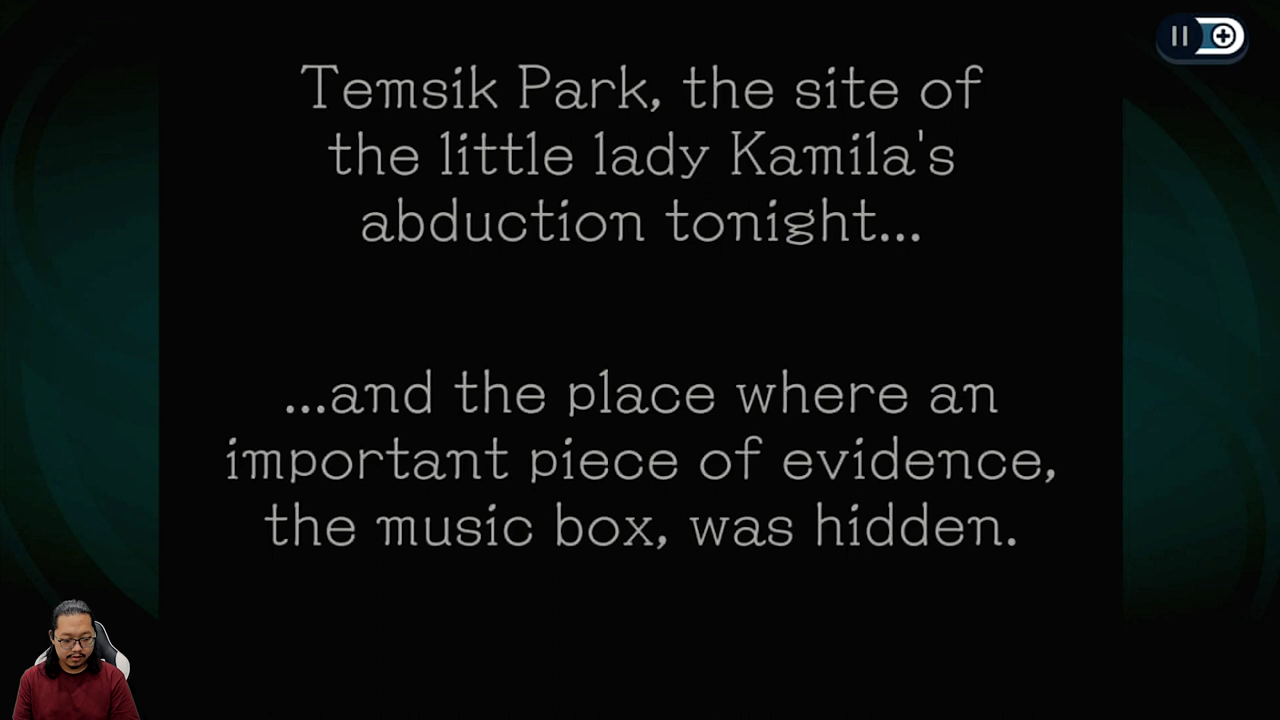 Temsik Park, the site of
the little lady Kamila's
abduction tonight...
...and the place where an
important piece of evidence,
the music box, was hidden.